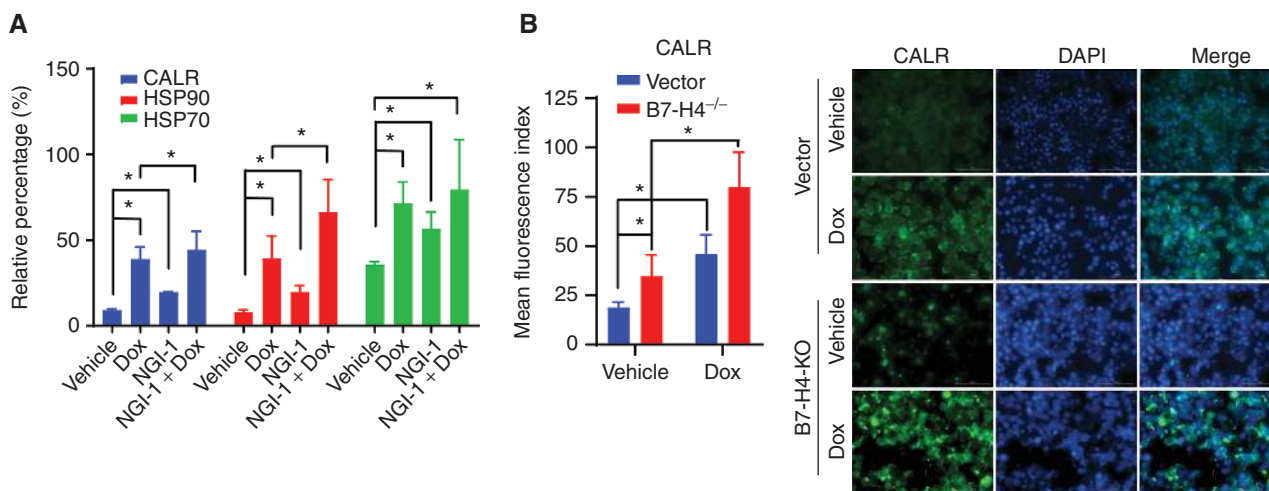 A
Relative percentage (%)
150
100
50
0
CALR
HSP90
HSP70
*
*
*
*
*
*
*
*
*
Vehicle
Dox
NGI-1
NGI-1 + Dox
Vehicle
Dox
NGI-1
NGI-1 + Dox
Vehicle
Dox
NGI-1
NGI-1 + Dox
B
CALR
Vector
B7-H4⁻/⁻
Mean fluorescence index
125
100
75
50
25
0
*
*
*
Vehicle
Dox
CALR
DAPI
Merge
Vector
Vehicle
Dox
B7-H4-KO
Vehicle
Dox